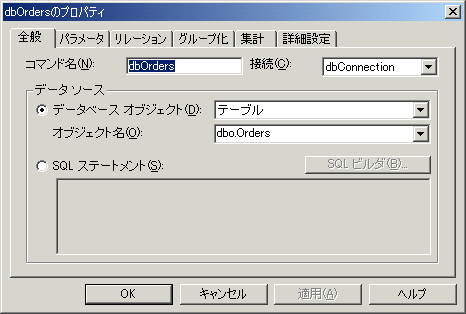 dbOrdersのプロパティ
全般 パラメータ リレーション グループ化 集計 詳細設定
コマンド名(N): dbOrders 接続(C): dbConnection
データ ソース
データベース オブジェクト(D): テーブル
オブジェクト名(O): dbo.Orders
SQL ステートメント(S): SQL ビルダ(B)...
OK キャンセル 適用(A) ヘルプ